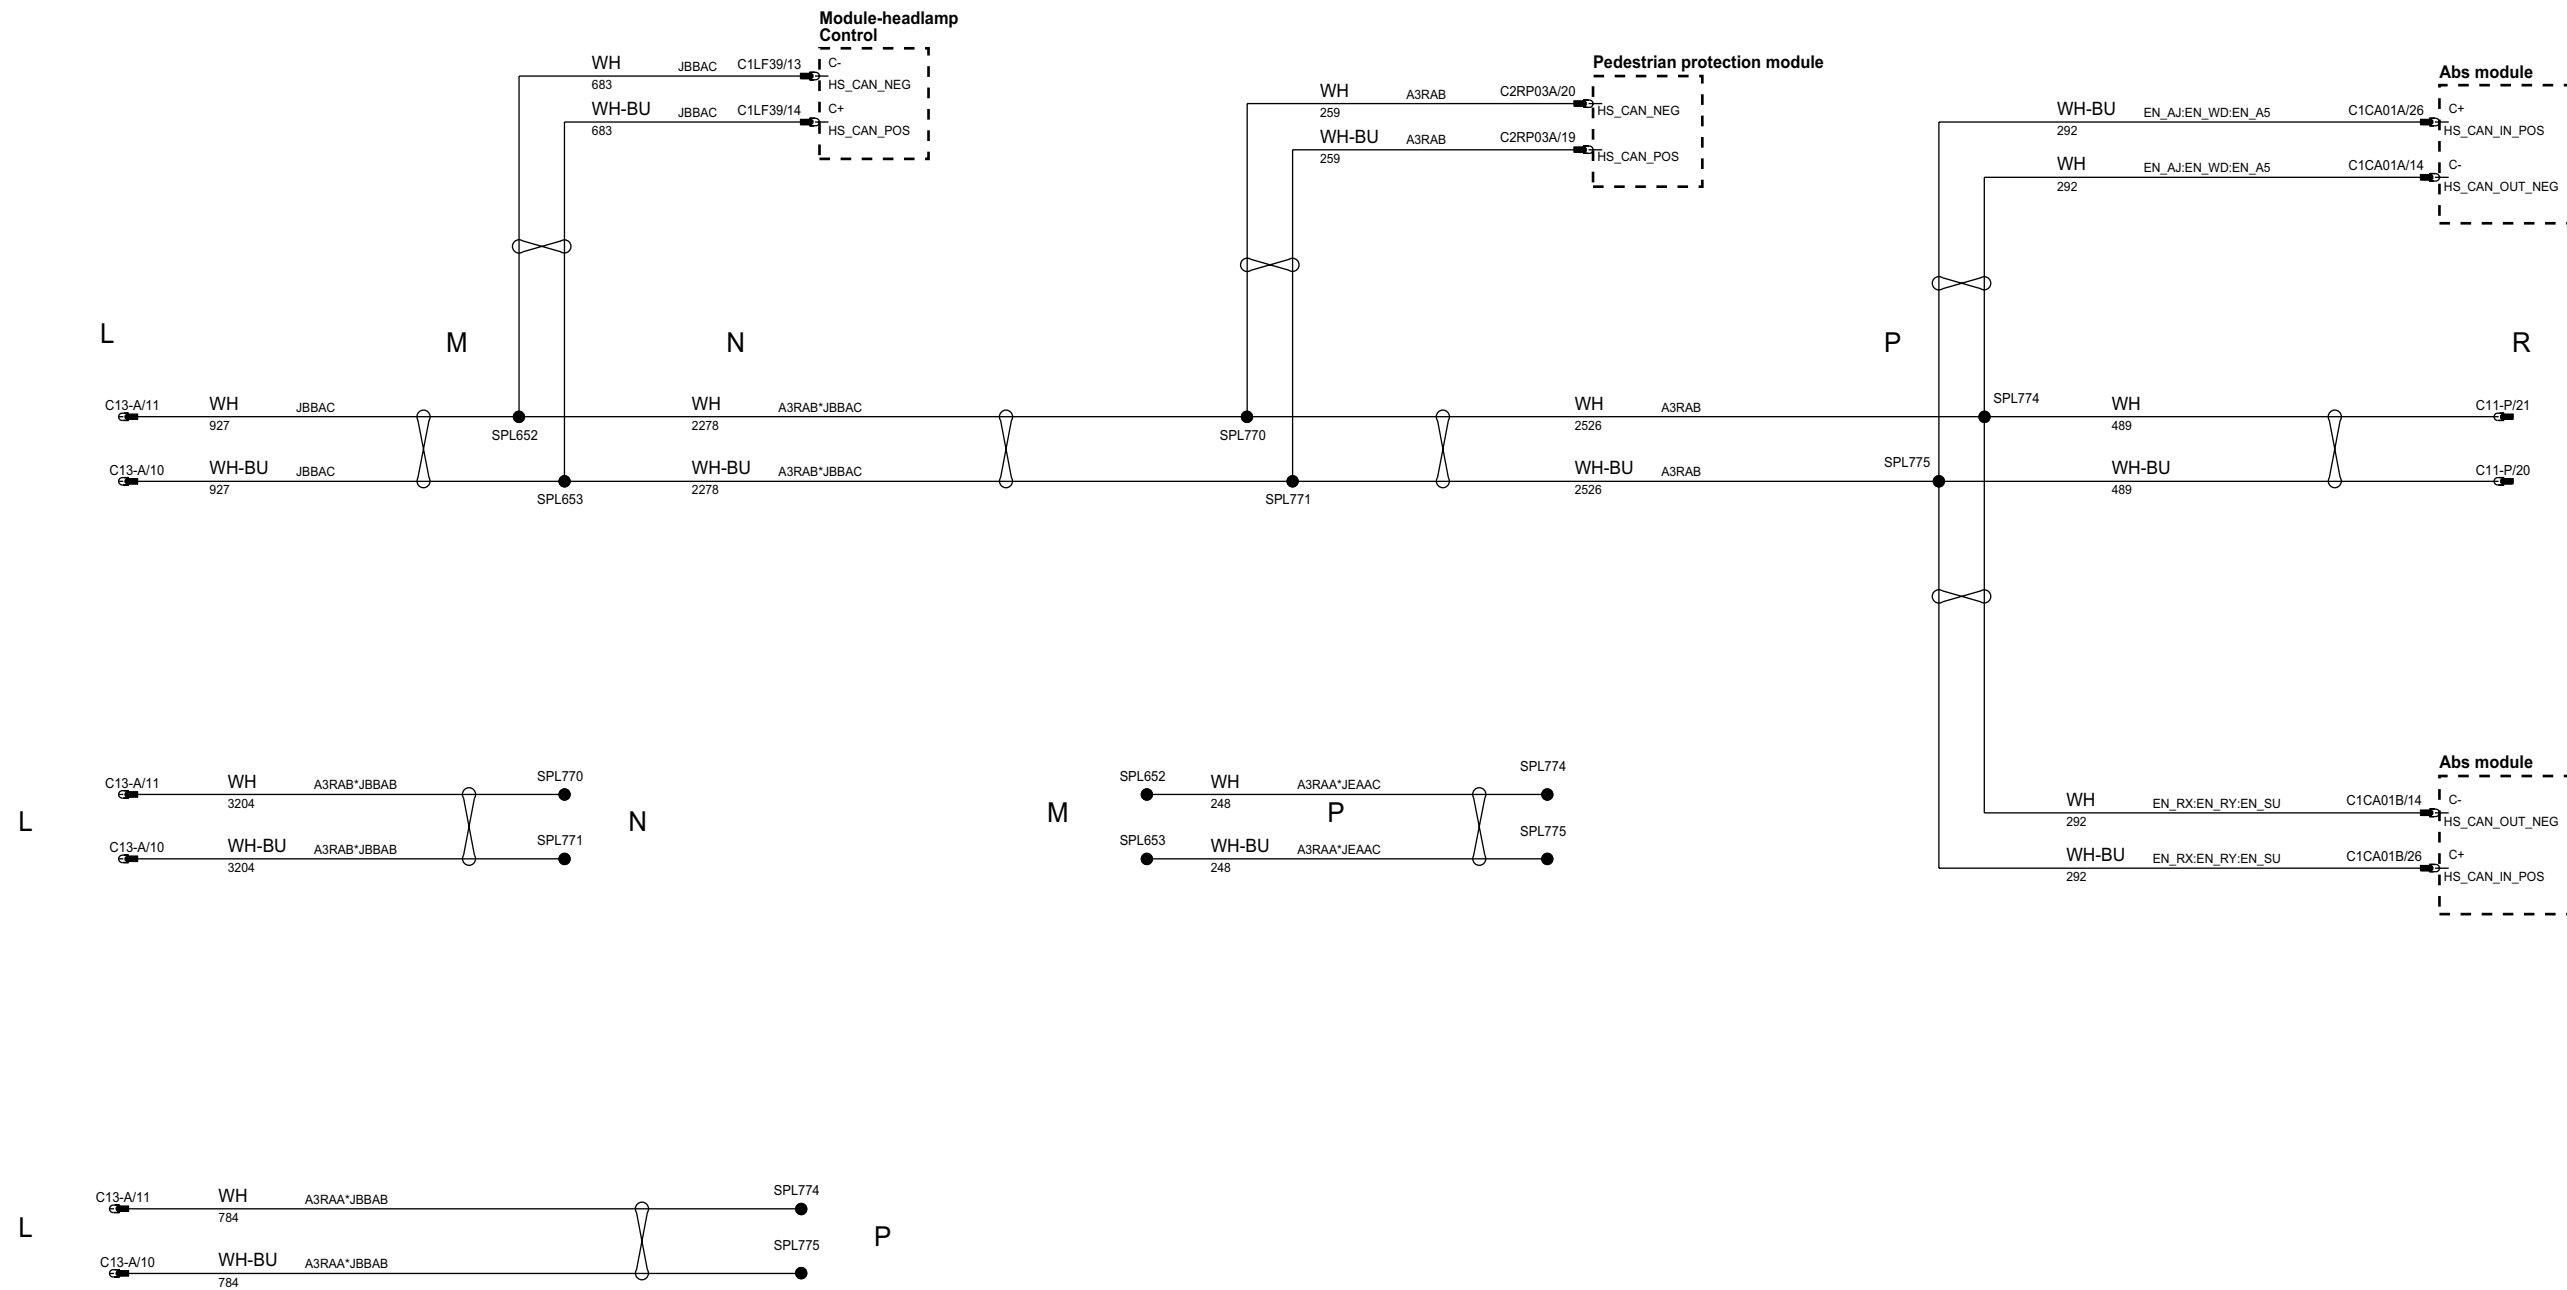 Module-headlamp
Control
WH JBBAC C1LF39/13 C-
683 HS_CAN_NEG
WH-BU JBBAC C1LF39/14 C+
683 HS_CAN_POS
Pedestrian protection module
WH A3RAB C2RP03A/20
259 HS_CAN_NEG
WH-BU A3RAB C2RP03A/19
259 HS_CAN_POS
Abs module
WH-BU EN_AJ:EN_WD:EN_A5 C1CA01A/26 C+
292 HS_CAN_IN_POS
WH EN_AJ:EN_WD:EN_A5 C1CA01A/14 C-
292 HS_CAN_OUT_NEG
L M N P R
C13-A/11 WH JBBAC WH A3RAB*JBBAC WH A3RAB SPL774 WH C11-P/21
927 SPL652 2278 SPL770 2526 489
C13-A/10 WH-BU JBBAC WH-BU A3RAB*JBBAC WH-BU A3RAB SPL775 WH-BU C11-P/20
927 SPL653 2278 SPL771 2526 489
C13-A/11 WH A3RAB*JBBAB SPL770
3204
L N
C13-A/10 WH-BU A3RAB*JBBAB SPL771
3204
SPL652 WH A3RAA*JEAAC SPL774
248
M P
SPL653 WH-BU A3RAA*JEAAC SPL775
248
Abs module
WH EN_RX:EN_RY:EN_SU C1CA01B/14 C-
292 HS_CAN_OUT_NEG
WH-BU EN_RX:EN_RY:EN_SU C1CA01B/26 C+
292 HS_CAN_IN_POS
C13-A/11 WH A3RAA*JBBAB SPL774
784
L P
C13-A/10 WH-BU A3RAA*JBBAB SPL775
784